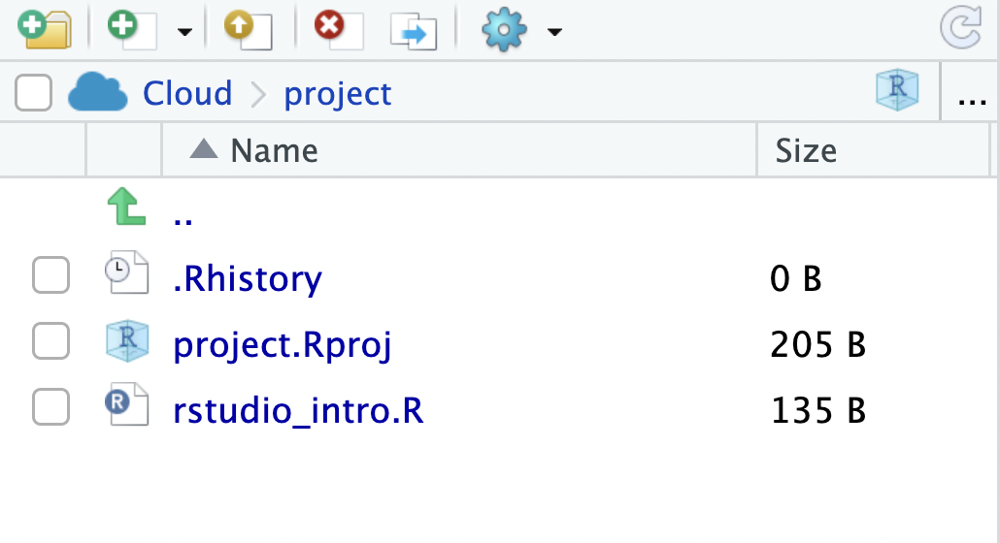 Cloud project R ...
Name Size
..
.Rhistory 0 B
R project.Rproj 205 B
R rstudio_intro.R 135 B